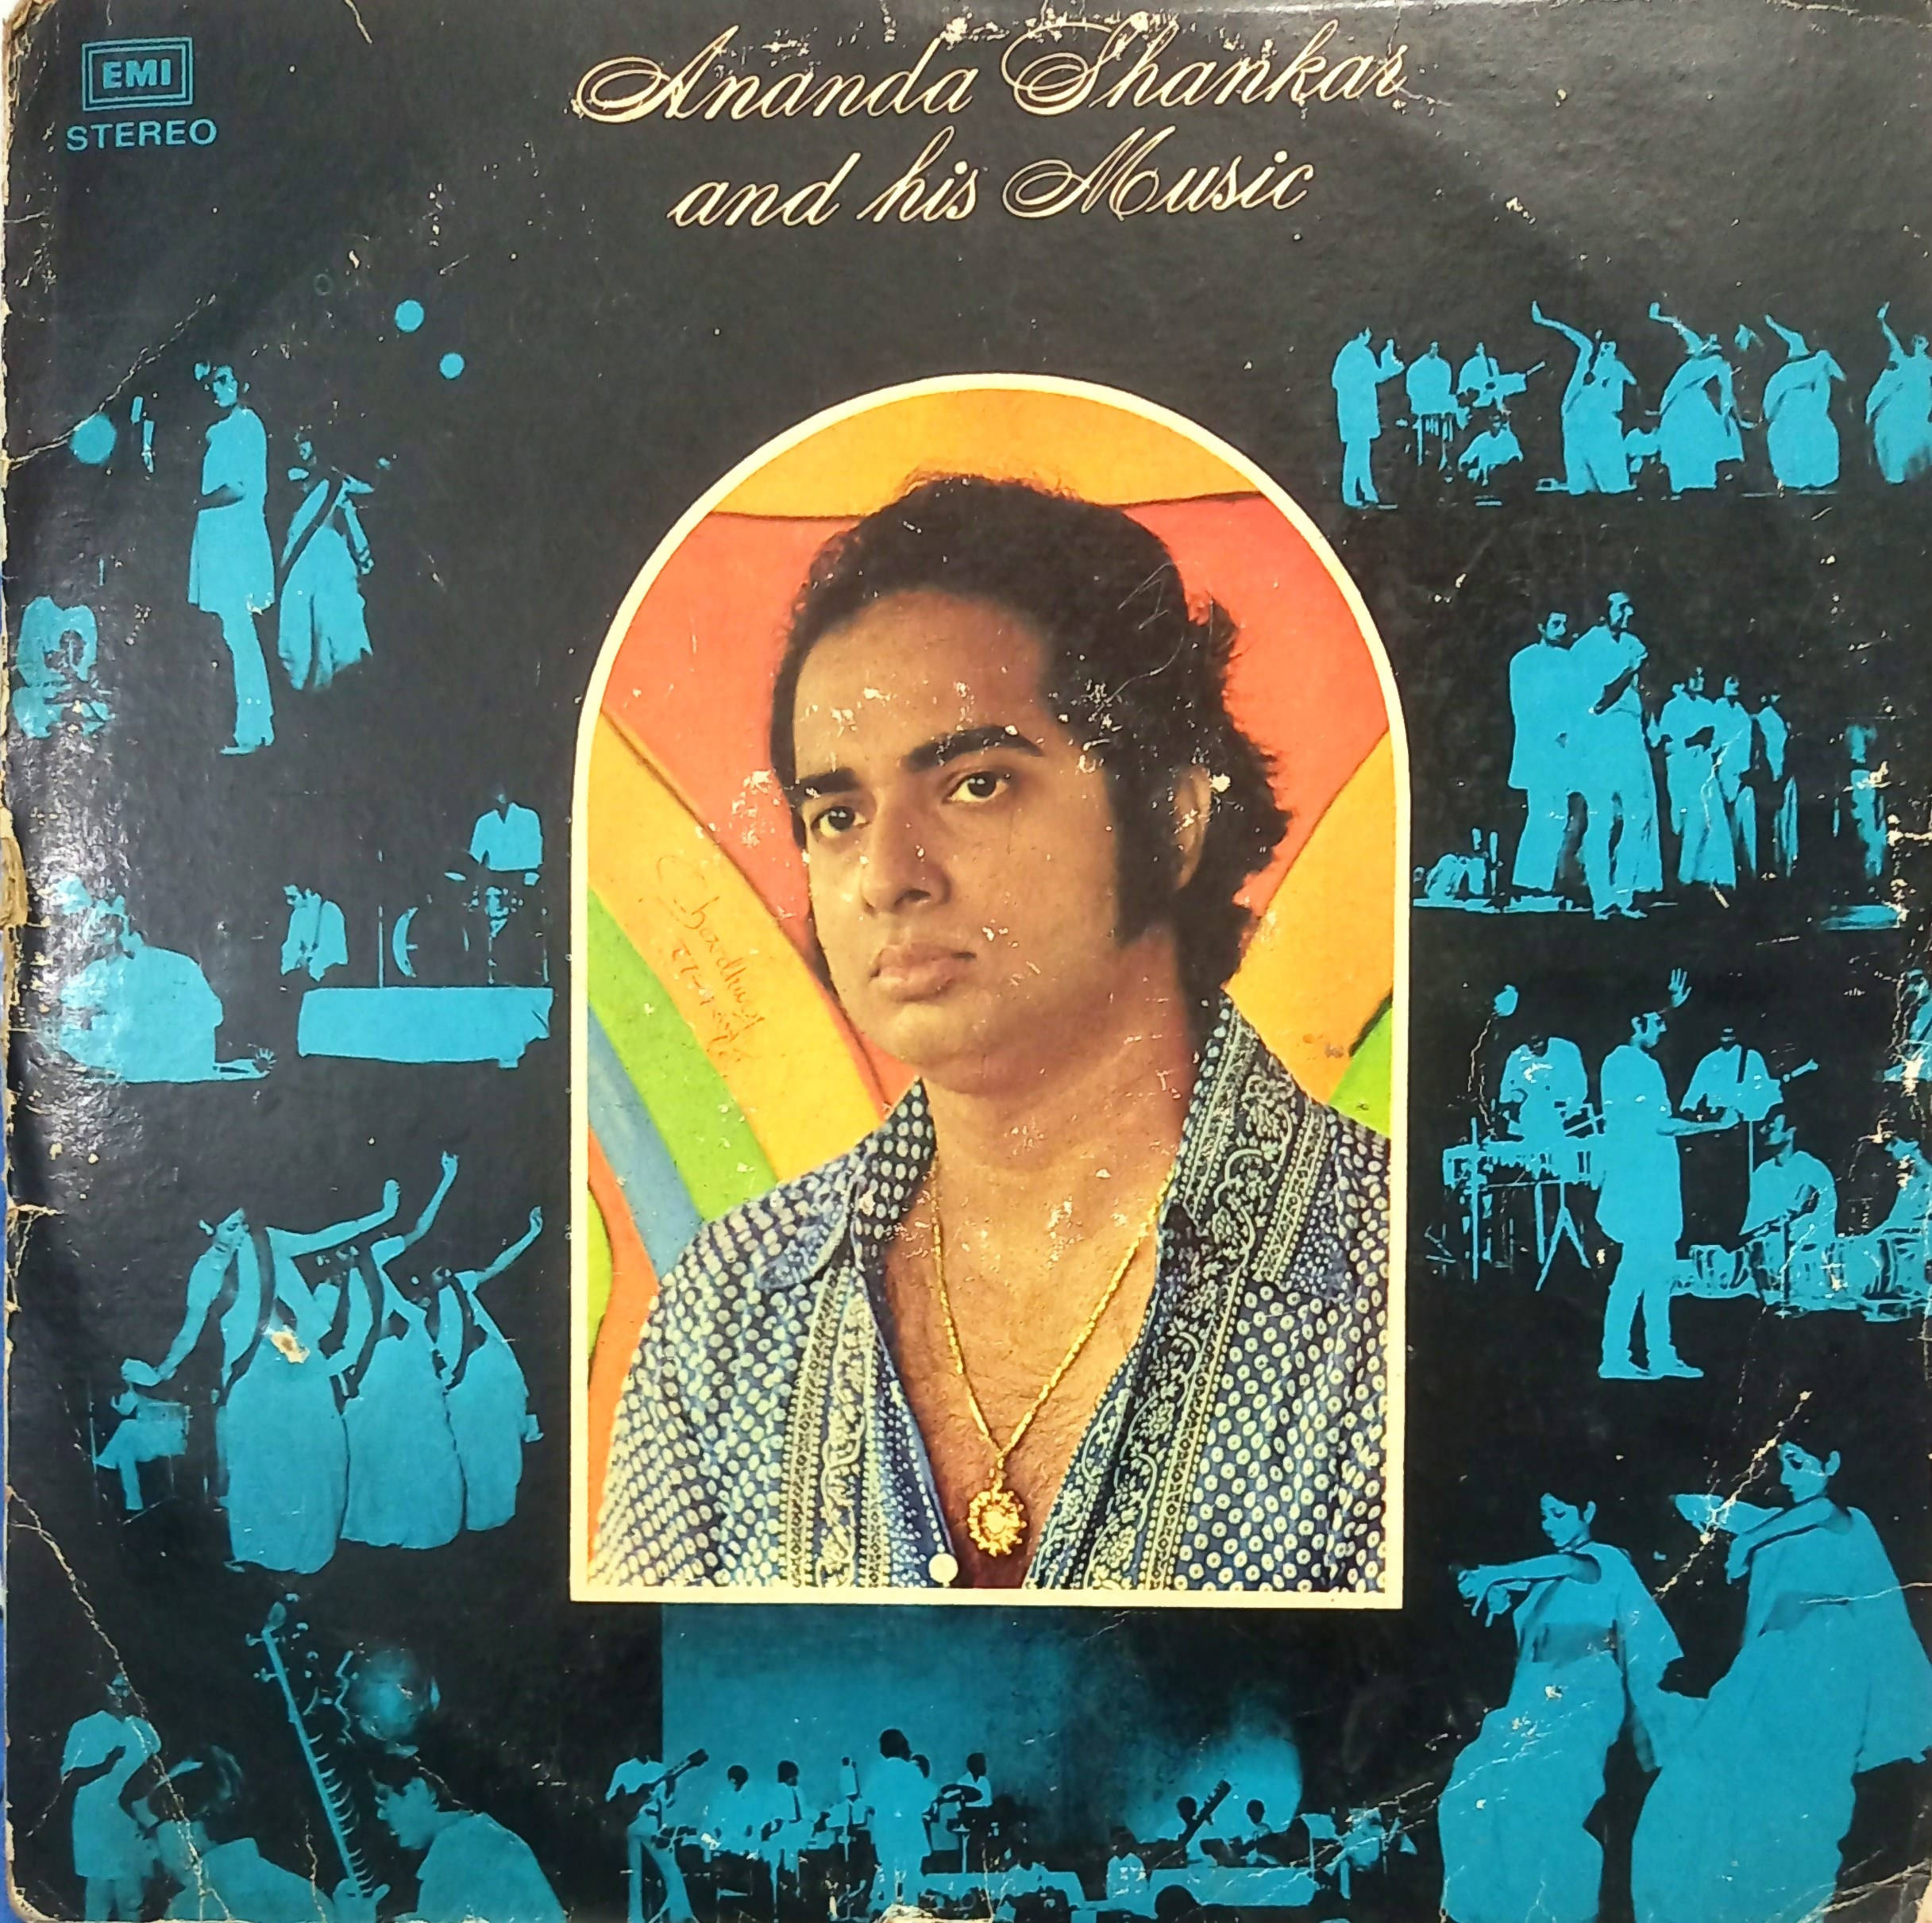 EMI
STEREO
Ananda Shankar
and his Music